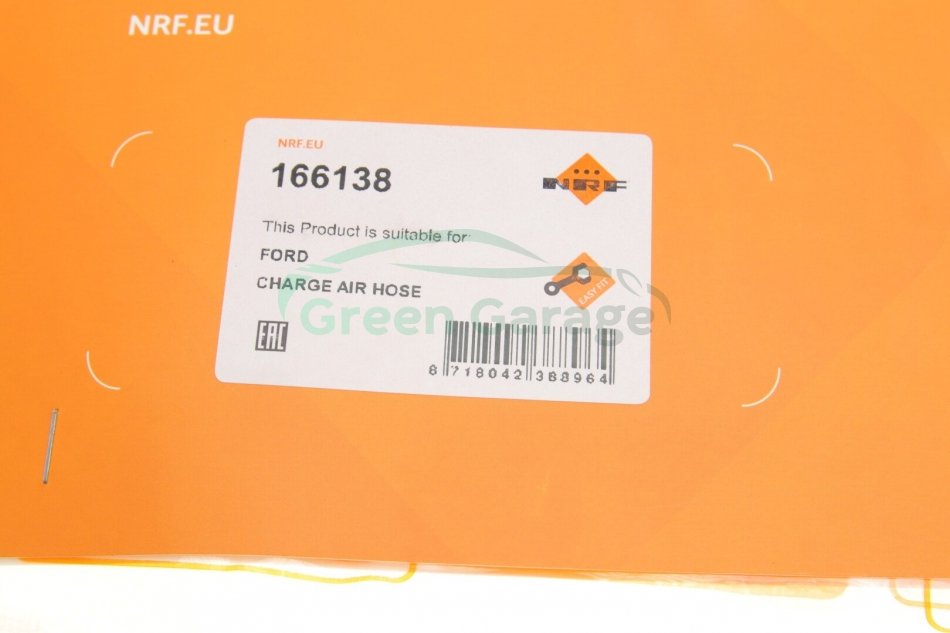 NRF.EU
NRF.EU
166138
NRF
This Product is suitable for:
FORD
CHARGE AIR HOSE
EASY FIT
Green Garage
EAC
8 718042 388964